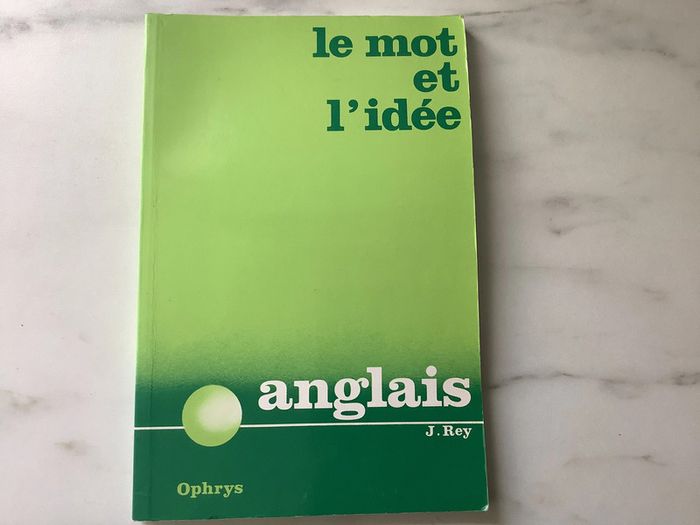 le mot
et
l'idée
anglais
J. Rey
Ophrys